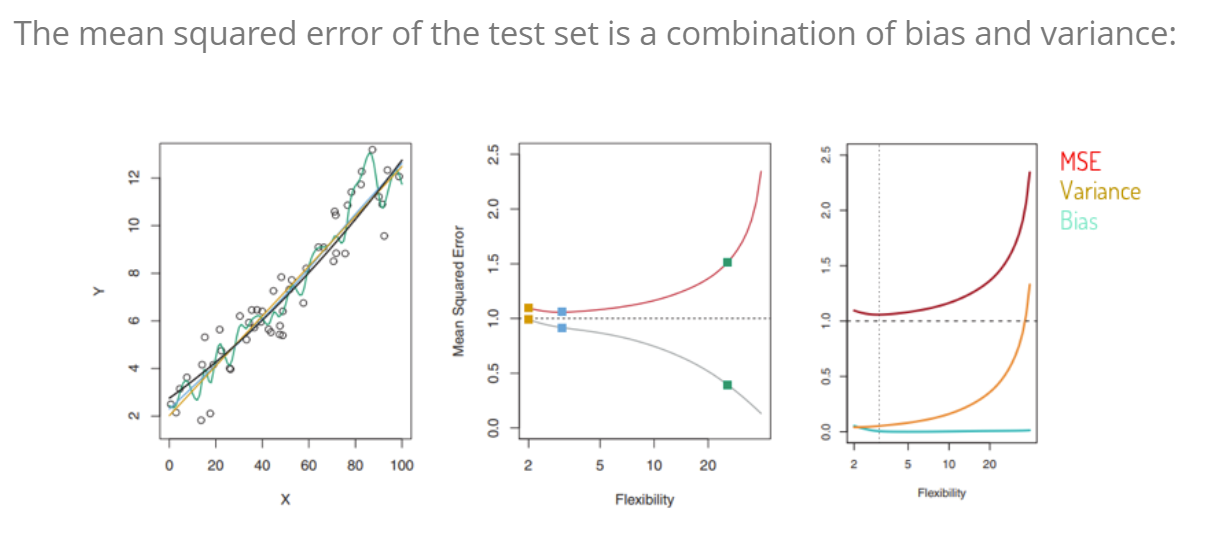 The mean squared error of the test set is a combination of bias and variance:
Y
12
10
8
6
4
2
0 20 40 60 80 100
X
Mean Squared Error
2.5
2.0
1.5
1.0
0.5
0.0
2 5 10 20
Flexibility
2.5
2.0
1.5
1.0
0.5
0.0
2 5 10 20
Flexibility
MSE
Variance
Bias